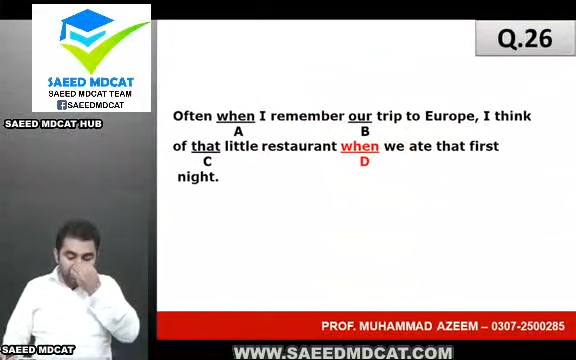 Q.26
SAEED MDCAT
SAEED MDCAT TEAM
SAEEDMDCAT
SAEED MDCAT HUB
Often when I remember our trip to Europe, I think
A B
of that little restaurant when we ate that first
C D
night.
SAEED MDCAT
PROF. MUHAMMAD AZEEM – 0307-2500285
WWW.SAEEDMDCAT.COM